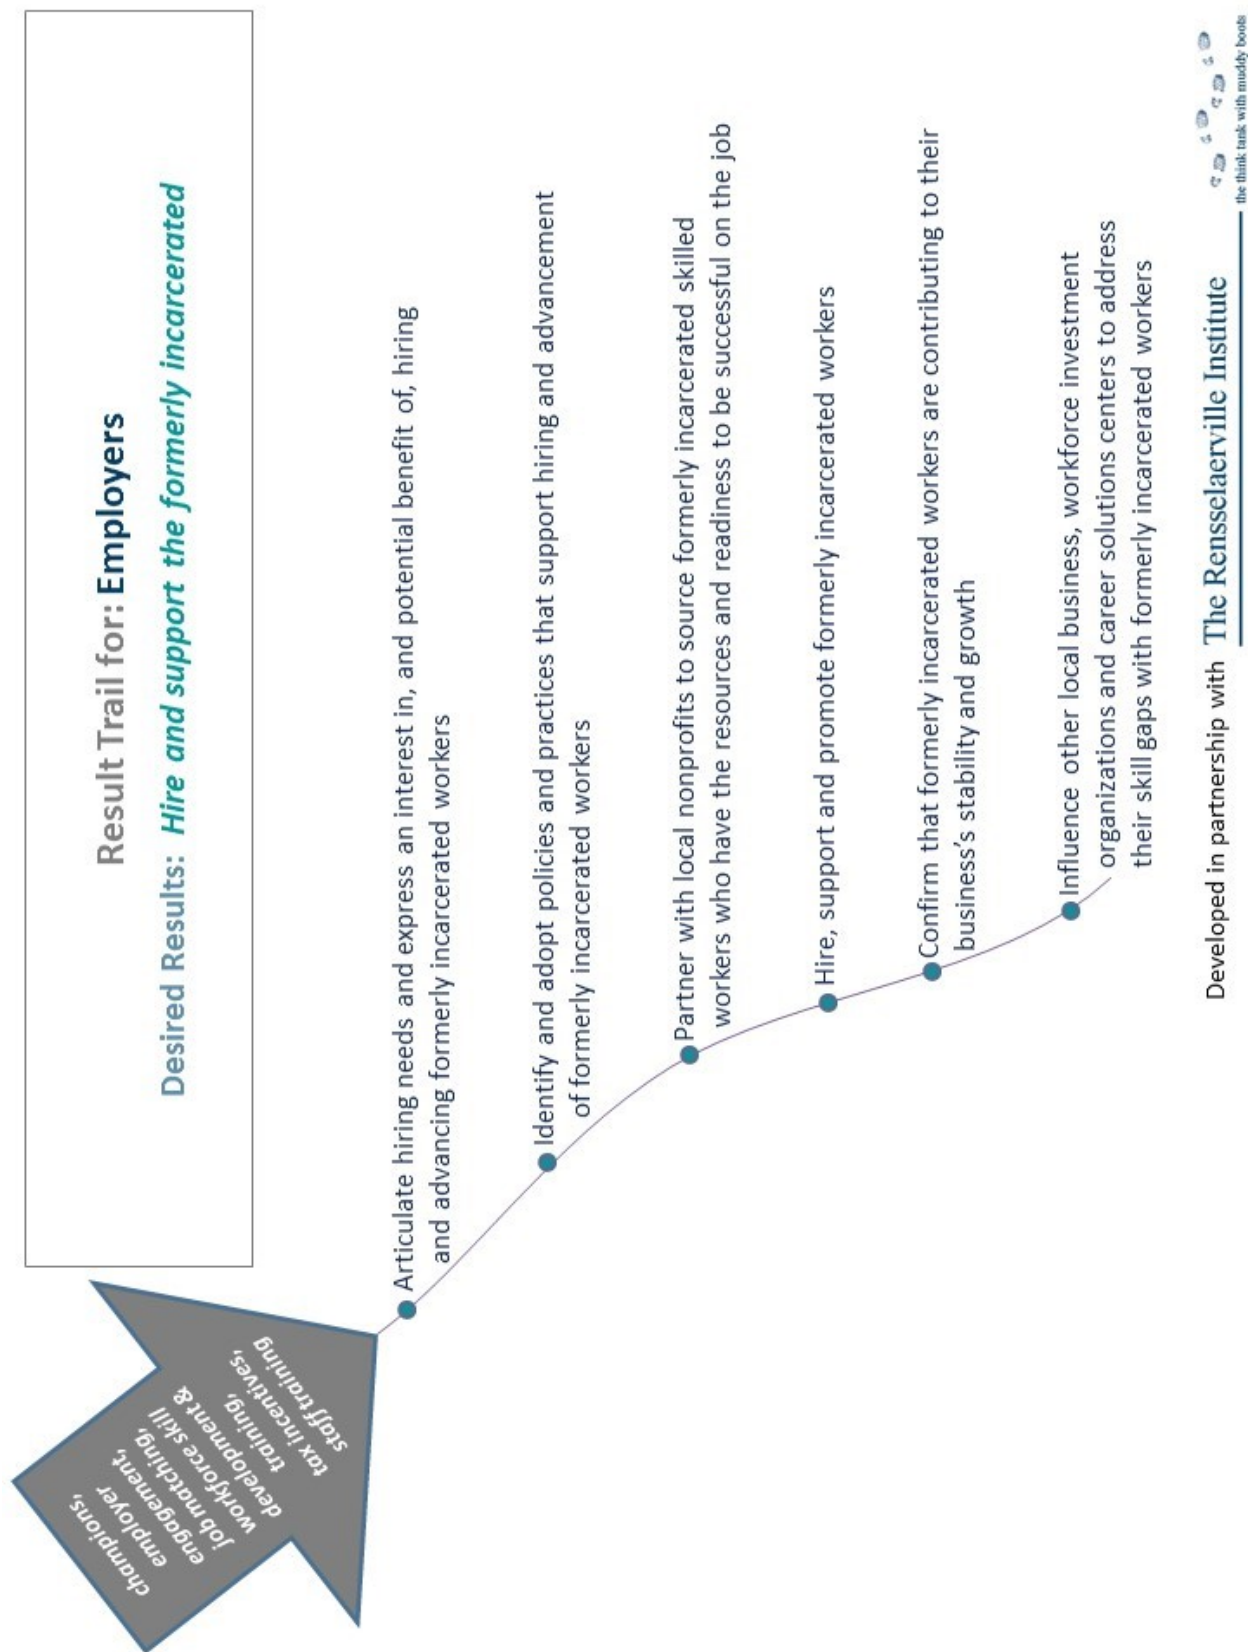 Result Trail for: Employers
Desired Results: Hire and support the formerly incarcerated
champions,
employer
engagement,
job matching,
workforce skill
development &
training,
tax incentives,
staff training
Articulate hiring needs and express an interest in, and potential benefit of, hiring
and advancing formerly incarcerated workers
Identify and adopt policies and practices that support hiring and advancement
of formerly incarcerated workers
Partner with local nonprofits to source formerly incarcerated skilled
workers who have the resources and readiness to be successful on the job
Hire, support and promote formerly incarcerated workers
Confirm that formerly incarcerated workers are contributing to their
business's stability and growth
Influence other local business, workforce investment
organizations and career solutions centers to address
their skill gaps with formerly incarcerated workers
Developed in partnership with The Rensselaerville Institute
the think tank with muddy boots